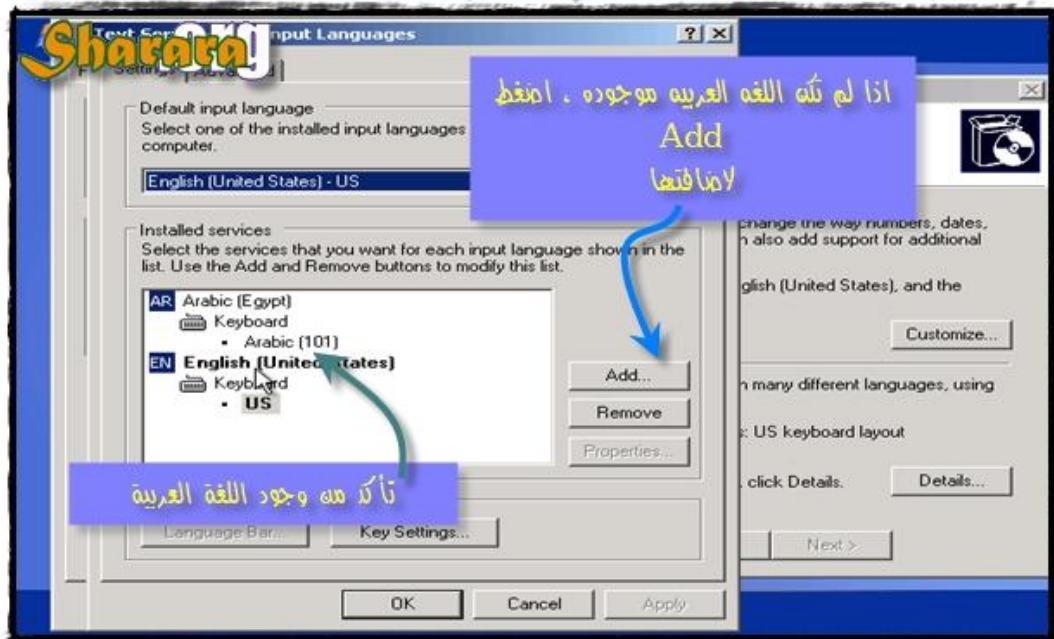 Sharara
.org
Input Languages
Settings
Advanced
Default input language
Select one of the installed input languages
computer.
English (United States) - US
Installed services
Select the services that you want for each input language shown in the
list. Use the Add and Remove buttons to modify this list.
AR Arabic (Egypt)
Keyboard
Arabic (101)
EN English (United States)
Keyboard
US
Add...
Remove
Properties...
Language Bar...
Key Settings...
OK
Cancel
Apply
اذا لم تكن اللغه العربيه موجوده ، اضغط
Add
لاضافتها
تأكد من وجود اللغة العربية
change the way numbers, dates,
also add support for additional
(United States), and the
Customize...
many different languages, using
US keyboard layout
click Details.
Details...
Next >